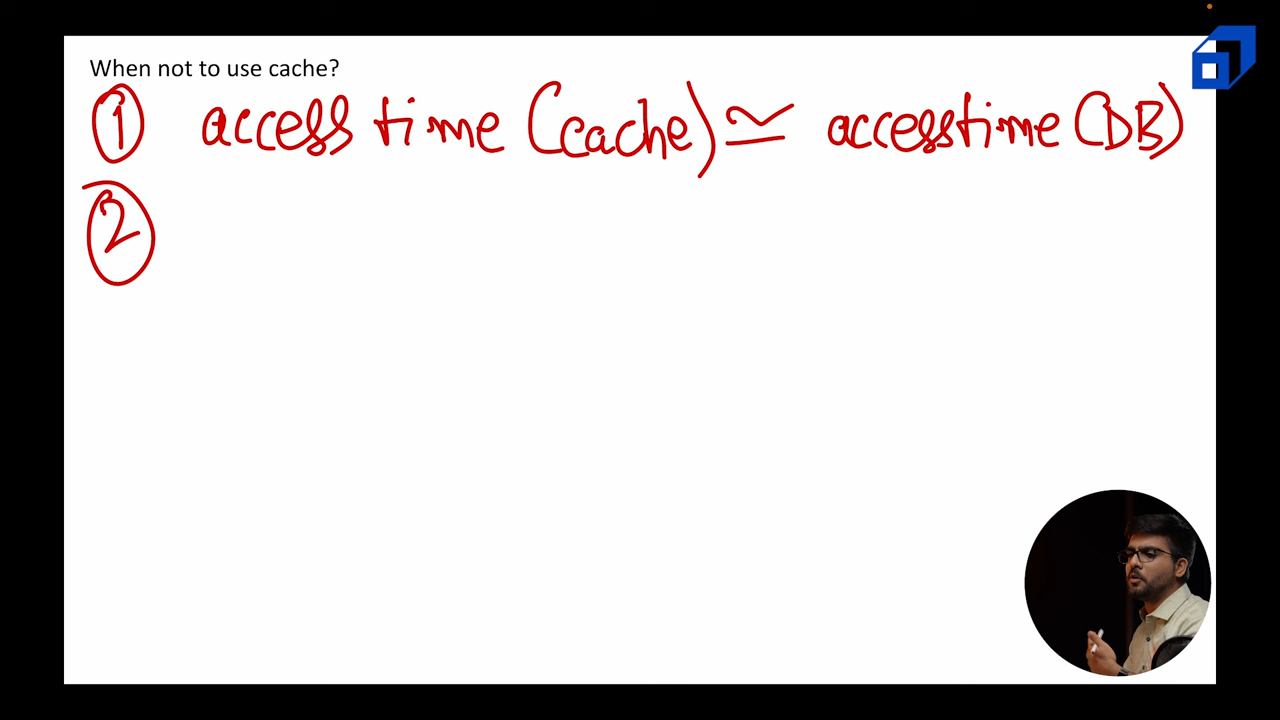 When not to use cache?
1 access time (cache) ≃ accesstime (DB)
2